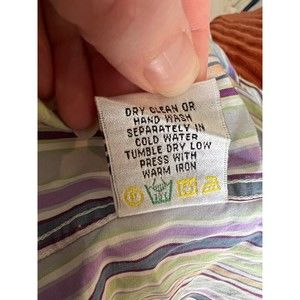 DRY CLEAN OR
HAND WASH
SEPARATELY IN
COLD WATER
TUMBLE DRY LOW
PRESS WITH
WARM IRON